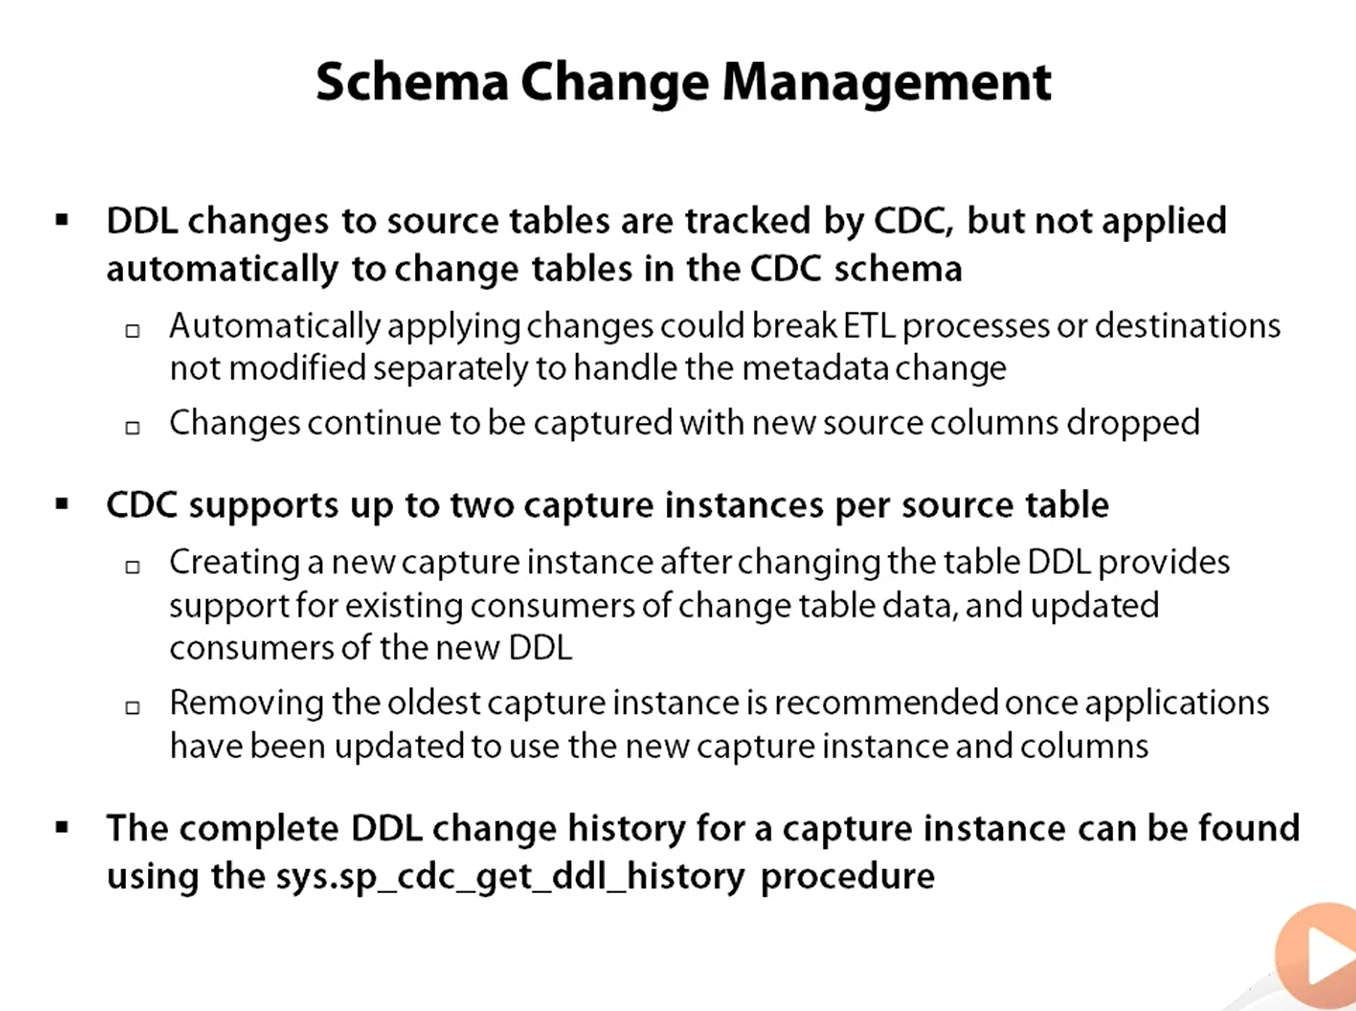 Schema Change Management
▪ DDL changes to source tables are tracked by CDC, but not applied
automatically to change tables in the CDC schema
□ Automatically applying changes could break ETL processes or destinations
not modified separately to handle the metadata change
□ Changes continue to be captured with new source columns dropped
▪ CDC supports up to two capture instances per source table
□ Creating a new capture instance after changing the table DDL provides
support for existing consumers of change table data, and updated
consumers of the new DDL
□ Removing the oldest capture instance is recommended once applications
have been updated to use the new capture instance and columns
▪ The complete DDL change history for a capture instance can be found
using the sys.sp_cdc_get_ddl_history procedure